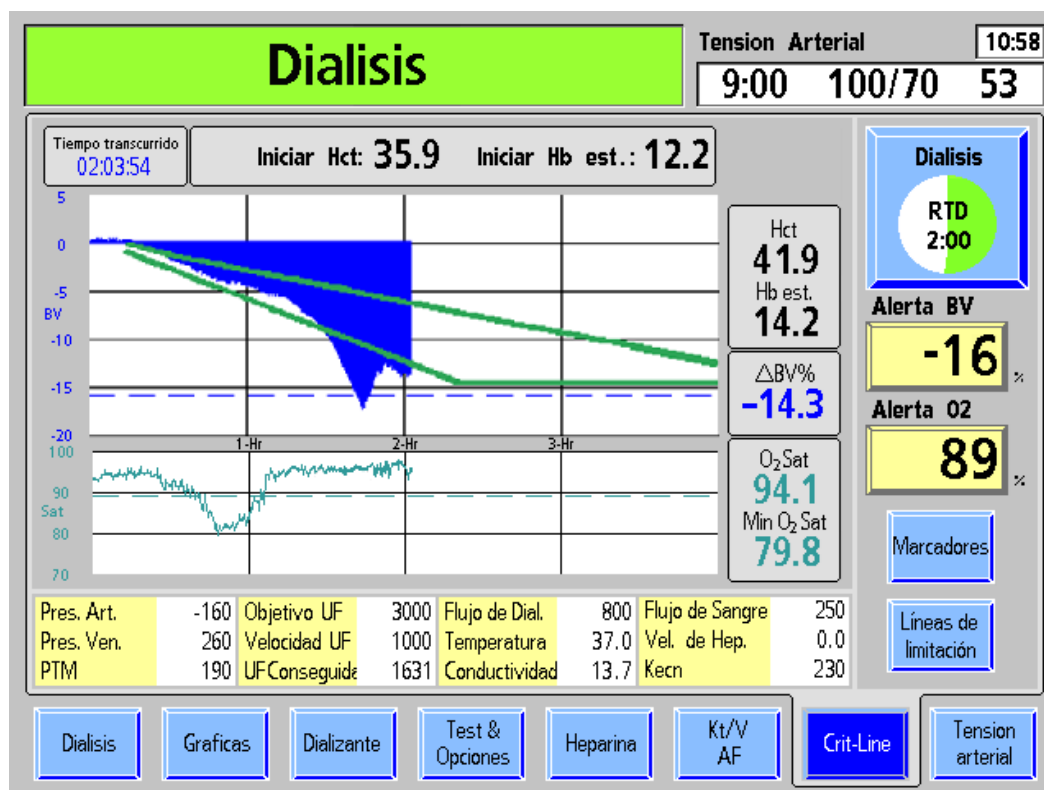 Dialisis
Tension Arterial 10:58
9:00 100/70 53
Tiempo transcurrido
02:03:54
Iniciar Hct: 35.9 Iniciar Hb est.: 12.2
5
0
-5
BV
-10
-15
-20
1-Hr 2-Hr 3-Hr
100
90
Sat
80
70
Hct
41.9
Hb est.
14.2
△BV%
-14.3
O₂Sat
94.1
Min O₂ Sat
79.8
Dialisis
RTD
2:00
Alerta BV
-16 %
Alerta O2
89 %
Marcadores
Líneas de
limitación
Pres. Art. -160 Objetivo UF 3000 Flujo de Dial. 800 Flujo de Sangre 250
Pres. Ven. 260 Velocidad UF 1000 Temperatura 37.0 Vel. de Hep. 0.0
PTM 190 UFConseguida 1631 Conductividad 13.7 Kecn 230
Dialisis
Graficas
Dializante
Test &
Opciones
Heparina
Kt/V
AF
Crit-Line
Tension
arterial